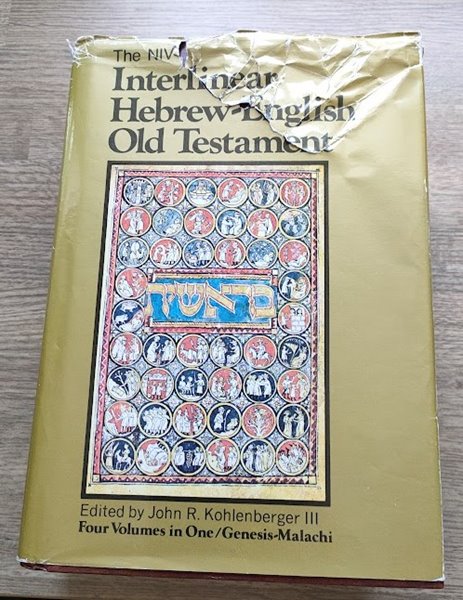 The NIV
Interlinear
Hebrew-English
Old Testament
בראשית
Edited by John R. Kohlenberger III
Four Volumes in One/Genesis-Malachi